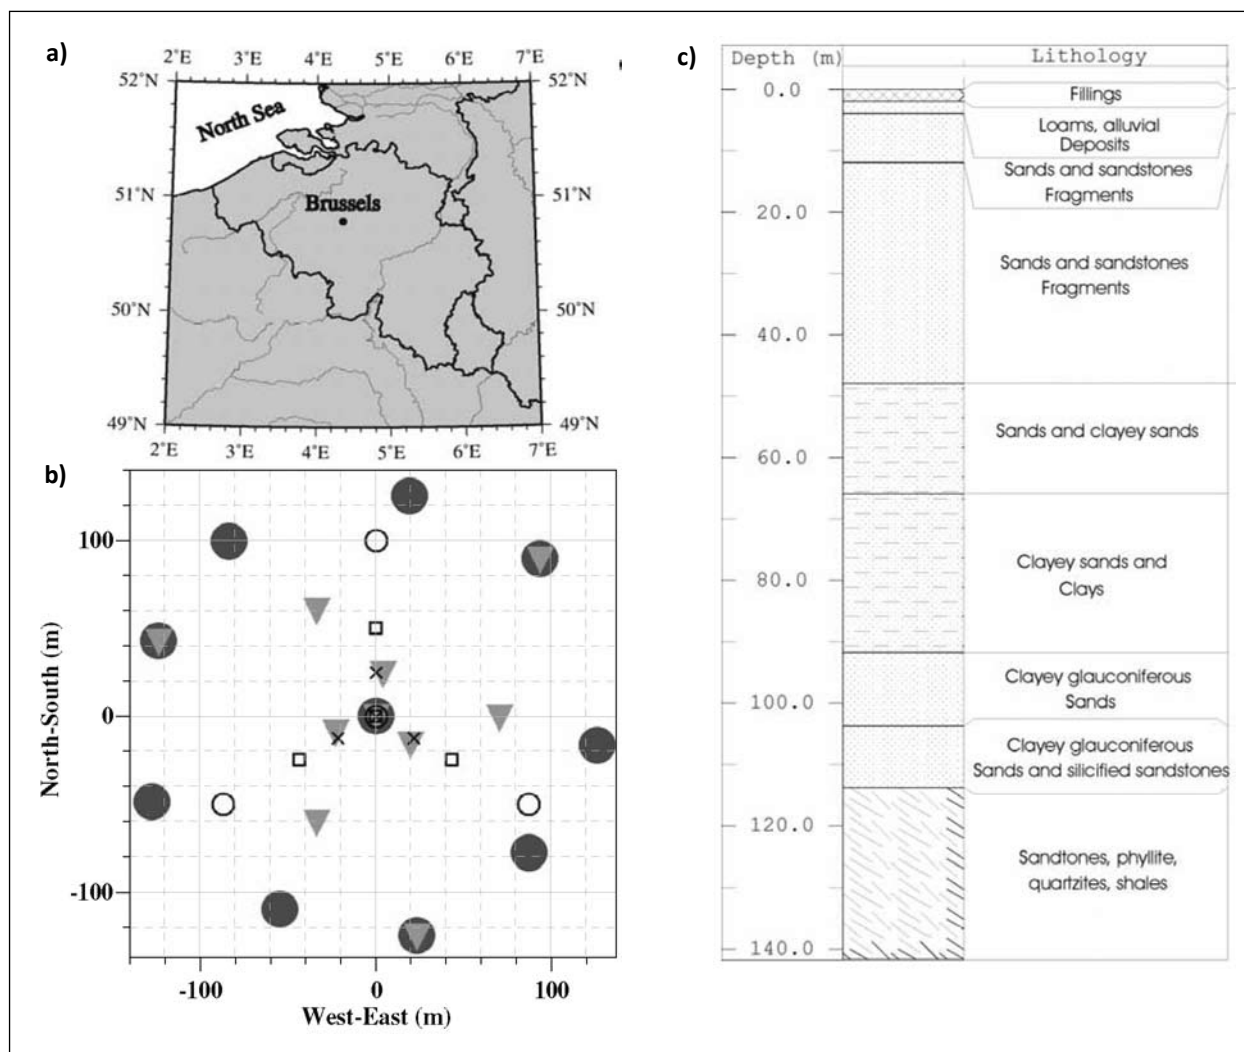 a)
2°E 3°E 4°E 5°E 6°E 7°E
52°N 52°N
North Sea
51°N 51°N
Brussels
50°N 50°N
49°N 49°N
2°E 3°E 4°E 5°E 6°E 7°E
b)
North-South (m)
100
0
-100
-100 0 100
West-East (m)
c)
Depth (m) Lithology
0.0
Fillings
Loams, alluvial
Deposits
Sands and sandstones
Fragments
20.0
Sands and sandstones
Fragments
40.0
Sands and clayey sands
60.0
Clayey sands and
Clays
80.0
Clayey glauconiferous
Sands
100.0
Clayey glauconiferous
Sands and silicified sandstones
120.0
Sandtones, phyllite,
quartzites, shales
140.0